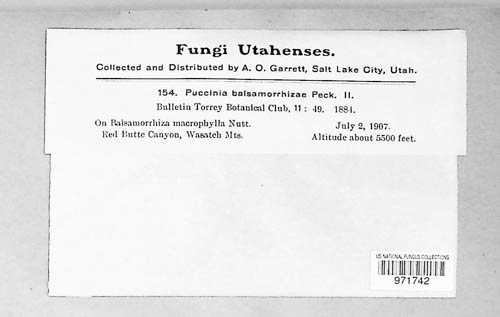 Fungi Utahenses.
Collected and Distributed by A. O. Garrett, Salt Lake City, Utah.
154. Puccinia balsamorrhizae Peck. II.
Bulletin Torrey Botanical Club, 11 : 49. 1884.
On Balsamorrhiza macrophylla Nutt.
July 2, 1907.
Red Butte Canyon, Wasatch Mts.
Altitude about 5500 feet.
US NATIONAL FUNGUS COLLECTIONS
971742